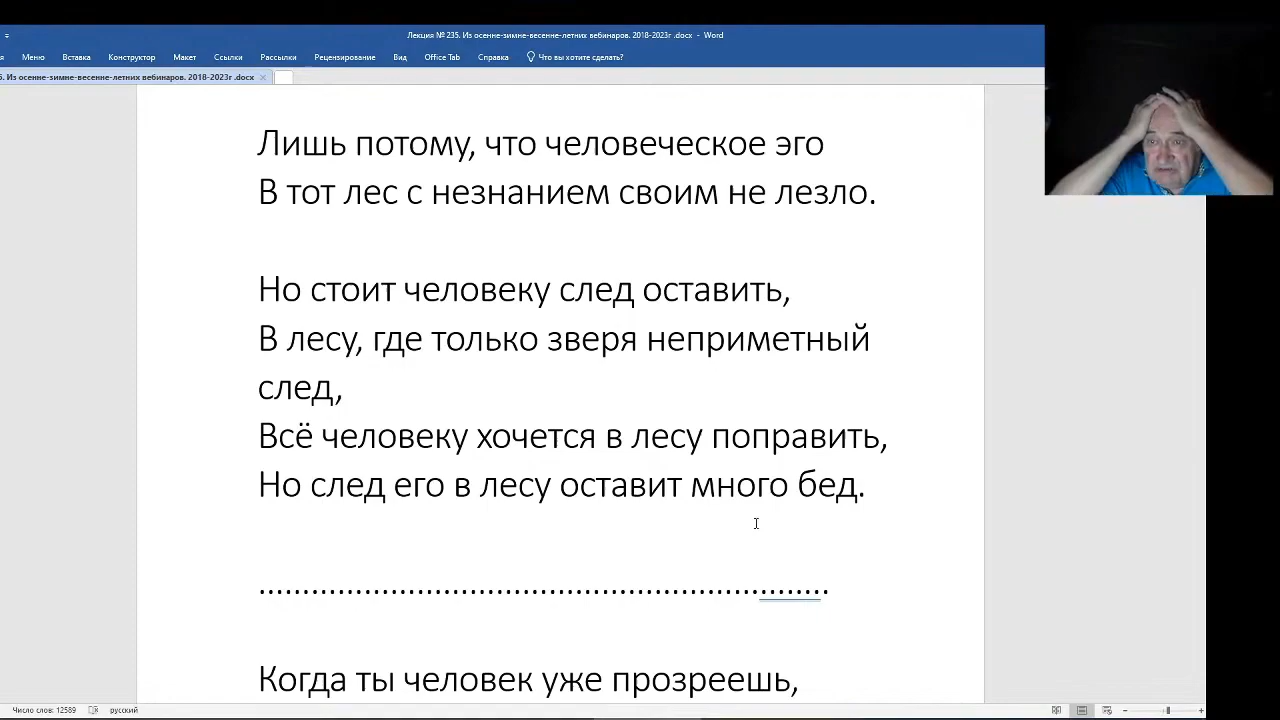 Лекция № 235. Из осенне-зимне-весенне-летних вебинаров. 2018-2023г .docx - Word
Меню Вставка Конструктор Макет Ссылки Рассылки Рецензирование Вид Office Tab Справка Что вы хотите сделать?
. Из осенне-зимне-весенне-летних вебинаров. 2018-2023г .docx
Лишь потому, что человеческое эго
В тот лес с незнанием своим не лезло.
Но стоит человеку след оставить,
В лесу, где только зверя неприметный
след,
Всё человеку хочется в лесу поправить,
Но след его в лесу оставит много бед.
……………………………………………………………….
Когда ты человек уже прозреешь,
Число слов: 12589 русский